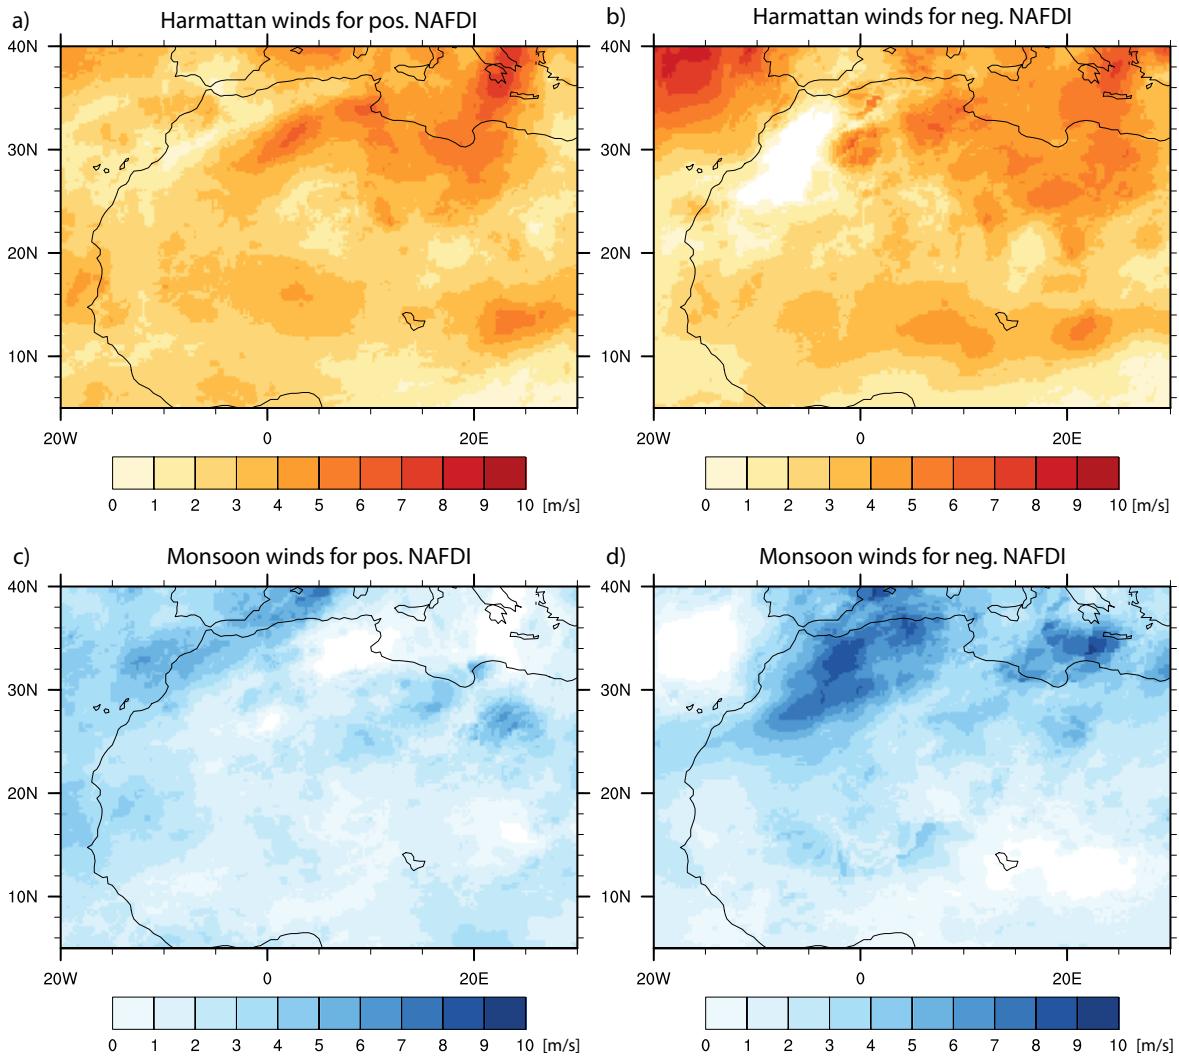 a) Harmattan winds for pos. NAFDI
40N
30N
20N
10N
20W 0 20E
0 1 2 3 4 5 6 7 8 9 10 [m/s]
b) Harmattan winds for neg. NAFDI
40N
30N
20N
10N
20W 0 20E
0 1 2 3 4 5 6 7 8 9 10 [m/s]
c) Monsoon winds for pos. NAFDI
40N
30N
20N
10N
20W 0 20E
0 1 2 3 4 5 6 7 8 9 10 [m/s]
d) Monsoon winds for neg. NAFDI
40N
30N
20N
10N
20W 0 20E
0 1 2 3 4 5 6 7 8 9 10 [m/s]